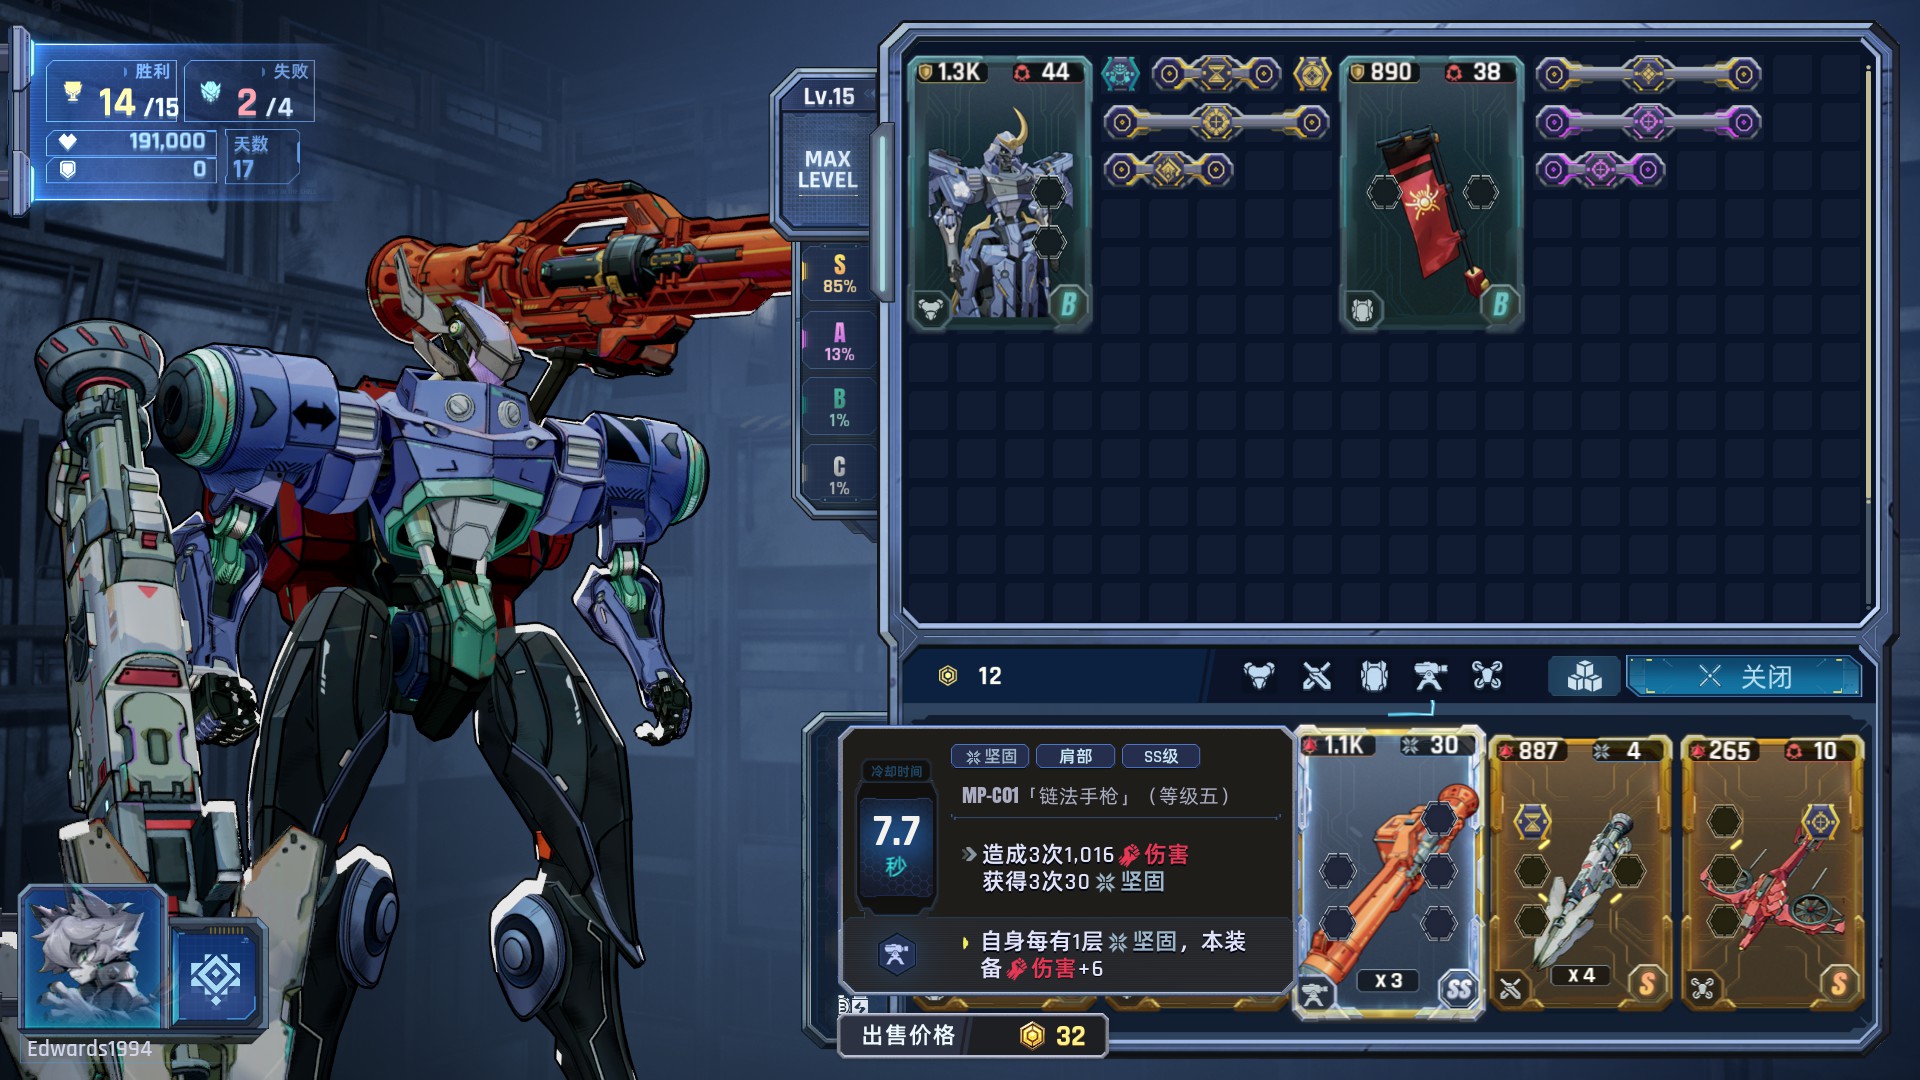 胜利
14 /15
失败
2 /4
191,000
0
天数
17
Lv.15
MAX
LEVEL
S
85%
A
13%
B
1%
C
1%
1.3K
44
B
890
38
B
12
关闭
坚固
肩部
SS级
冷却时间
7.7
秒
MP-C01「链法手枪」（等级五）
造成3次1,016伤害
获得3次30坚固
自身每有1层坚固，本装
备伤害+6
出售价格
32
1.1K
30
x 3
SS
887
4
x 4
S
265
10
S
Edwards1994